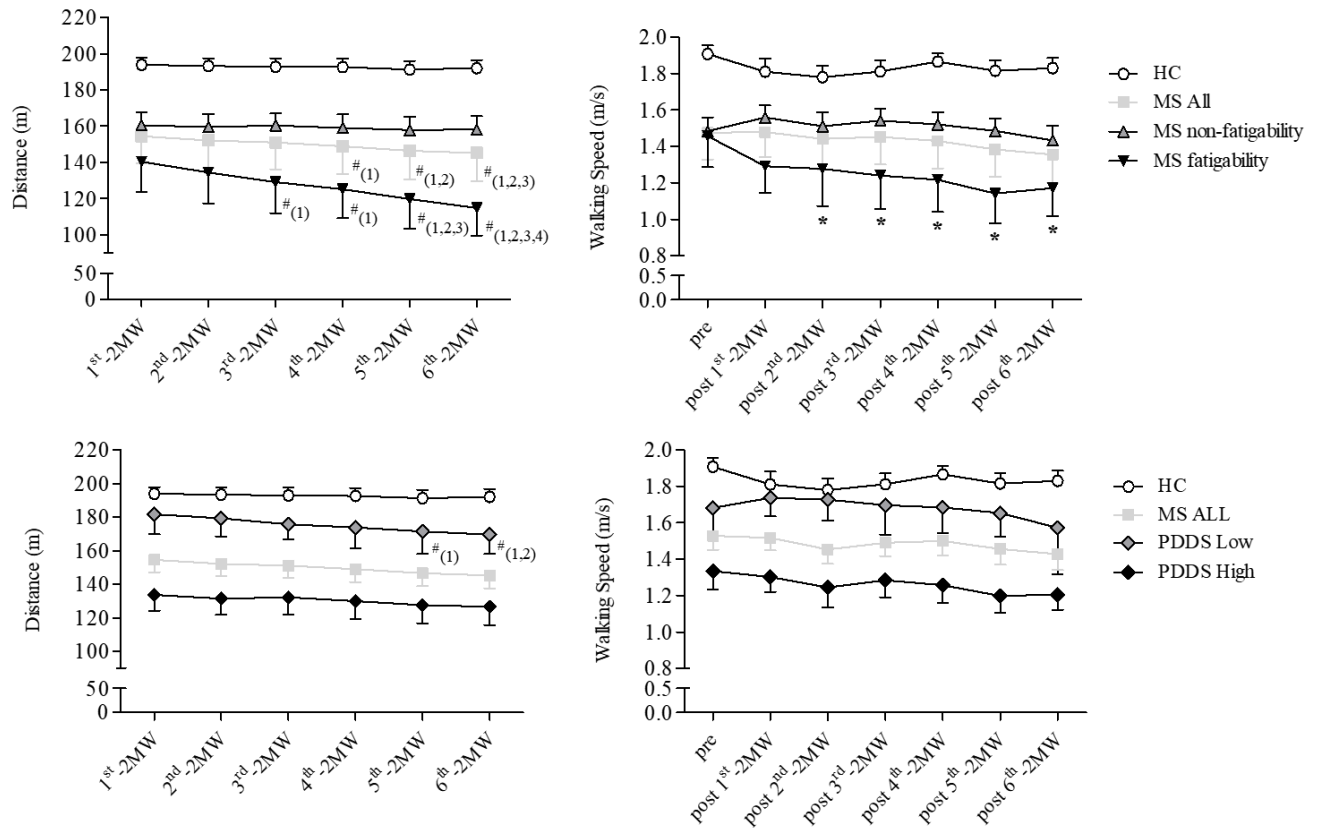 220
200
180
160
140
120
100
50
0
Distance (m)
#(1)
#(1,2)
#(1,2,3)
#(1)
#(1)
#(1,2,3)
#(1,2,3,4)
1st-2MW
2nd-2MW
3rd-2MW
4th-2MW
5th-2MW
6th-2MW
2.0
1.8
1.6
1.4
1.2
1.0
0.8
0.5
0.0
Walking Speed (m/s)
* * * * *
pre
post 1st-2MW
post 2nd-2MW
post 3rd-2MW
post 4th-2MW
post 5th-2MW
post 6th-2MW
HC
MS All
MS non-fatigability
MS fatigability
220
200
180
160
140
120
100
50
0
Distance (m)
#(1)
#(1,2)
1st-2MW
2nd-2MW
3rd-2MW
4th-2MW
5th-2MW
6th-2MW
2.0
1.8
1.6
1.4
1.2
1.0
0.8
0.5
0.0
Walking Speed (m/s)
pre
post 1st-2MW
post 2nd-2MW
post 3rd-2MW
post 4th-2MW
post 5th-2MW
post 6th-2MW
HC
MS ALL
PDDS Low
PDDS High